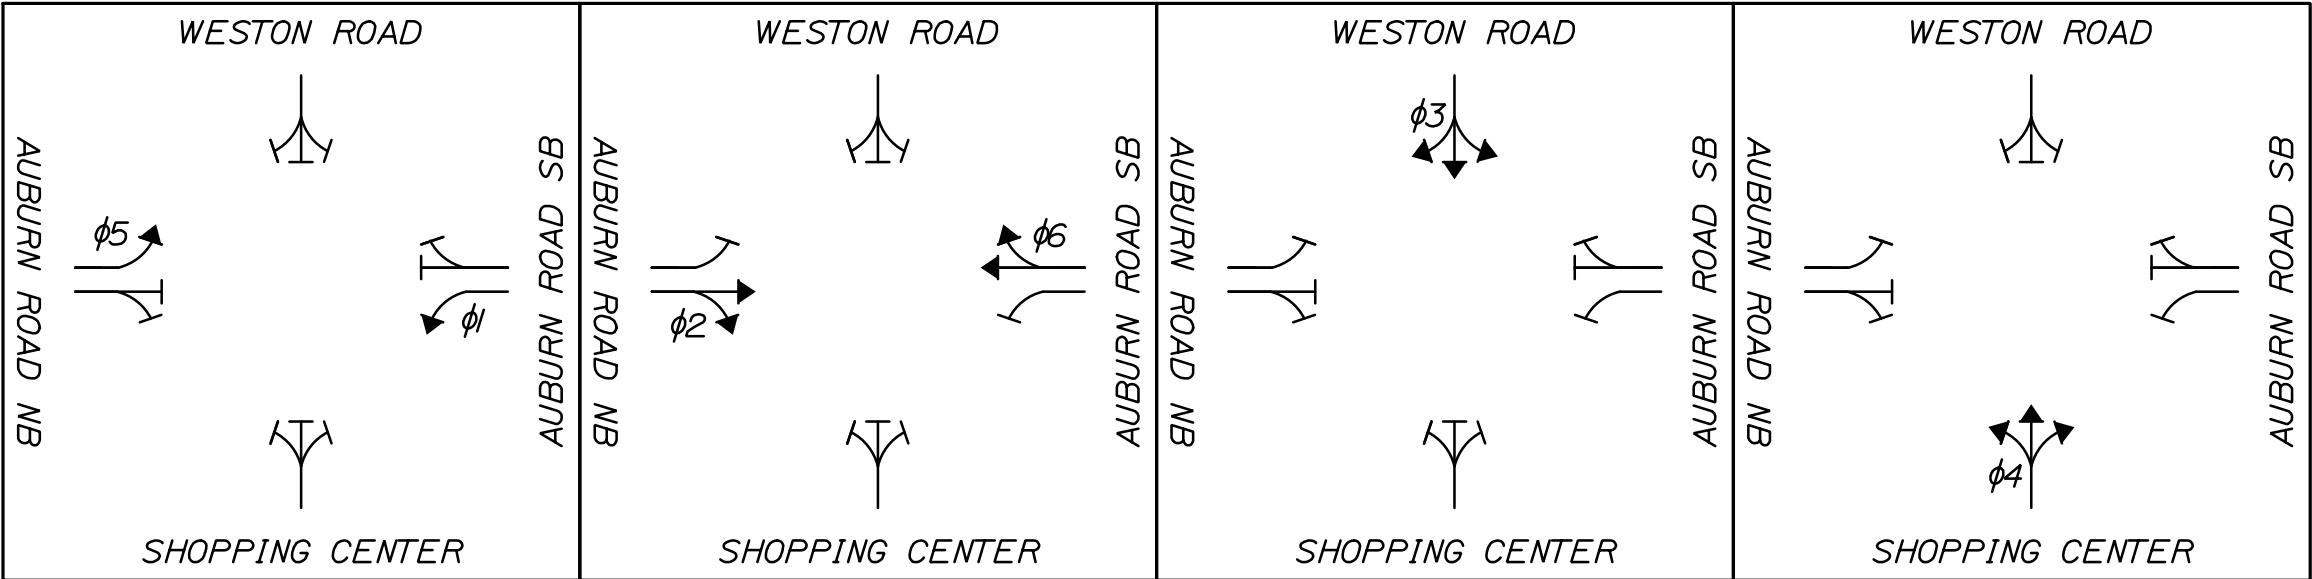 WESTON ROAD
AUBURN ROAD NB
ϕ5
ϕ1
AUBURN ROAD SB
SHOPPING CENTER
WESTON ROAD
AUBURN ROAD NB
ϕ6
ϕ2
AUBURN ROAD SB
SHOPPING CENTER
WESTON ROAD
ϕ3
AUBURN ROAD NB
AUBURN ROAD SB
SHOPPING CENTER
WESTON ROAD
AUBURN ROAD NB
AUBURN ROAD SB
ϕ4
SHOPPING CENTER